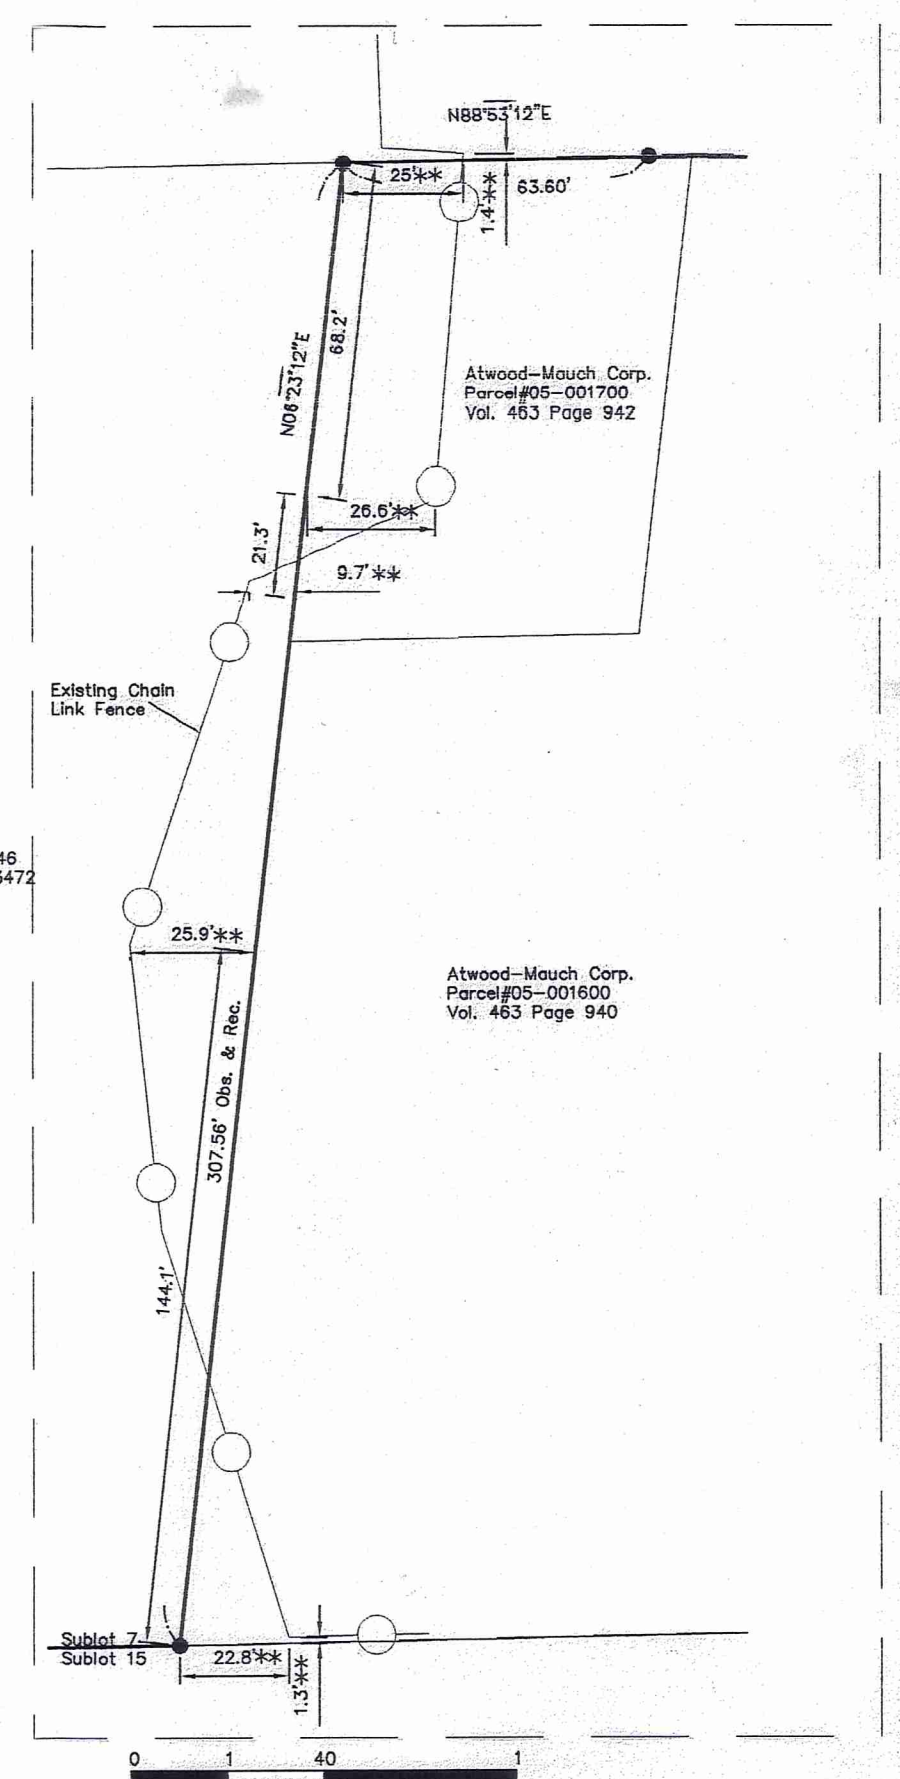 N88°53'12"E
25'**
1.4'**
63.60'
68.2'
N06°23'12"E
Atwood-Mauch Corp.
Parcel#05-001700
Vol. 463 Page 942
26.6'**
21.3'
9.7'**
Existing Chain
Link Fence
46
5472
25.9'**
Atwood-Mauch Corp.
Parcel#05-001600
Vol. 463 Page 940
307.56' Obs. & Rec.
144.1'
Sublot 7
Sublot 15
22.8'**
1.3'**
0 1 40 1